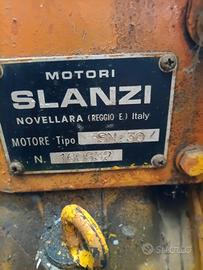 MOTORI
SLANZI
NOVELLARA (REGGIO E.) Italy
MOTORE-Tipo
N.
subito